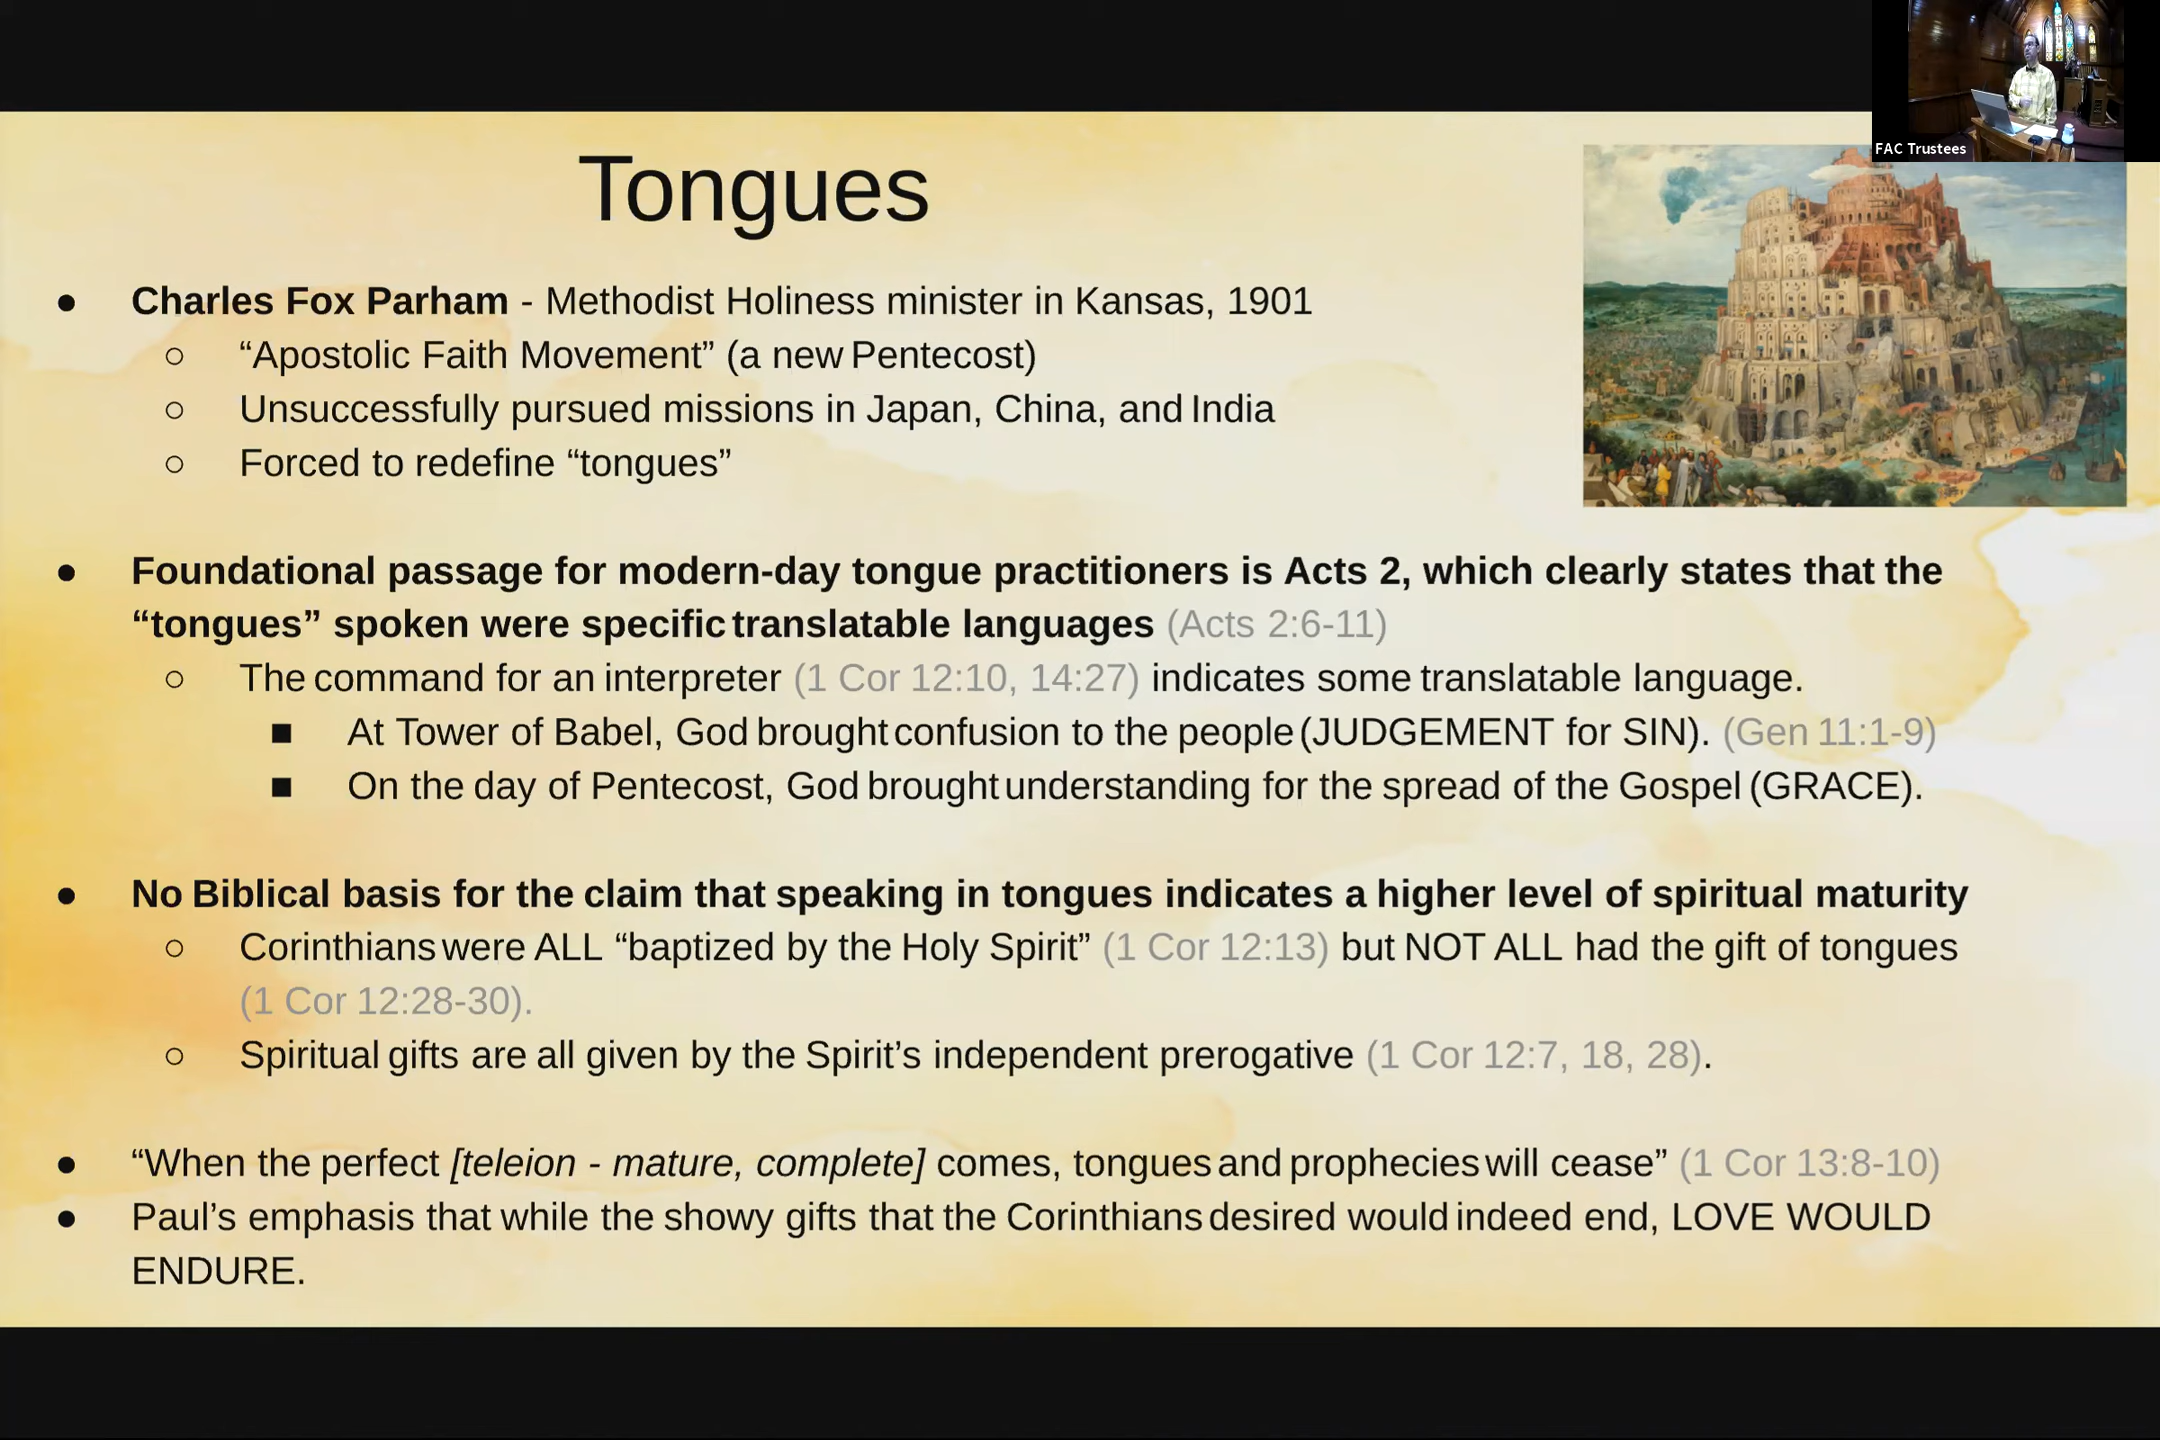 FAC Trustees
Tongues
● Charles Fox Parham - Methodist Holiness minister in Kansas, 1901
○ “Apostolic Faith Movement” (a new Pentecost)
○ Unsuccessfully pursued missions in Japan, China, and India
○ Forced to redefine “tongues”
● Foundational passage for modern-day tongue practitioners is Acts 2, which clearly states that the
“tongues” spoken were specific translatable languages (Acts 2:6-11)
○ The command for an interpreter (1 Cor 12:10, 14:27) indicates some translatable language.
■ At Tower of Babel, God brought confusion to the people (JUDGEMENT for SIN). (Gen 11:1-9)
■ On the day of Pentecost, God brought understanding for the spread of the Gospel (GRACE).
● No Biblical basis for the claim that speaking in tongues indicates a higher level of spiritual maturity
○ Corinthians were ALL “baptized by the Holy Spirit” (1 Cor 12:13) but NOT ALL had the gift of tongues
(1 Cor 12:28-30).
○ Spiritual gifts are all given by the Spirit’s independent prerogative (1 Cor 12:7, 18, 28).
● “When the perfect [teleion - mature, complete] comes, tongues and prophecies will cease” (1 Cor 13:8-10)
● Paul’s emphasis that while the showy gifts that the Corinthians desired would indeed end, LOVE WOULD
ENDURE.